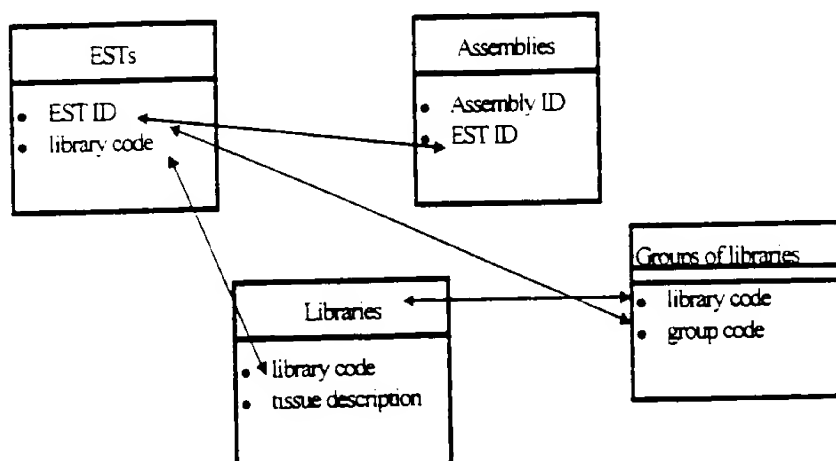 ESTs
• EST ID
• library code
Assemblies
• Assembly ID
• EST ID
Libraries
• library code
• tissue description
Groups of libraries
• library code
• group code